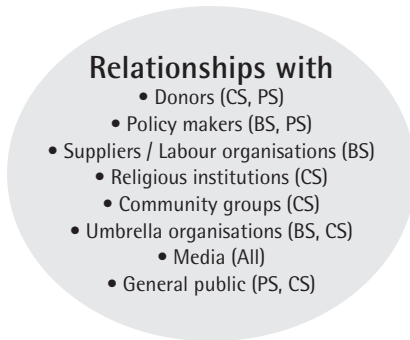 Relationships with
• Donors (CS, PS)
• Policy makers (BS, PS)
• Suppliers / Labour organisations (BS)
• Religious institutions (CS)
• Community groups (CS)
• Umbrella organisations (BS, CS)
• Media (All)
• General public (PS, CS)